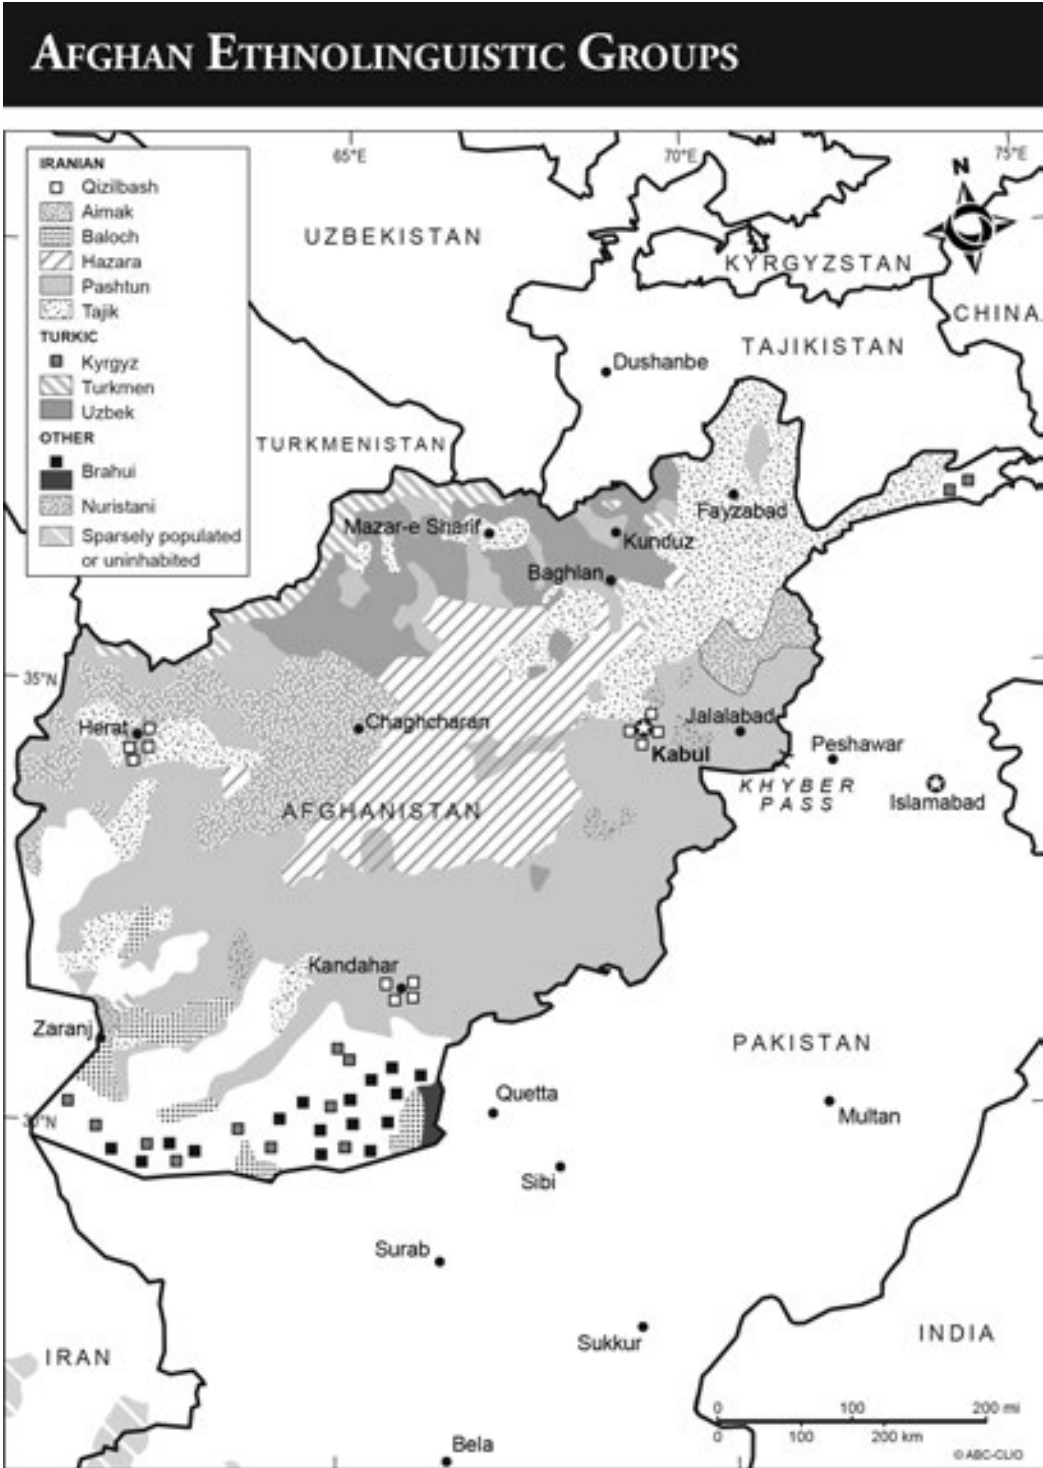 AFGHAN ETHNOLINGUISTIC GROUPS
65°E
70°E
75°E
N
IRANIAN
Qizilbash
Aimak
Baloch
Hazara
Pashtun
Tajik
TURKIC
Kyrgyz
Turkmen
Uzbek
OTHER
Brahui
Nuristani
Sparsely populated
or uninhabited
UZBEKISTAN
KYRGYZSTAN
CHINA
TAJIKISTAN
Dushanbe
TURKMENISTAN
Fayzabad
Mazar-e Sharif
Kunduz
Baghlan
35°N
Herat
Chaghcharan
Jalalabad
Kabul
Peshawar
KHYBER
PASS
Islamabad
AFGHANISTAN
Kandahar
Zaranj
PAKISTAN
Quetta
Multan
30°N
Sibi
Surab
Sukkur
INDIA
IRAN
0 100 200 mi
0 100 200 km
Bela
© ABC-CLIO